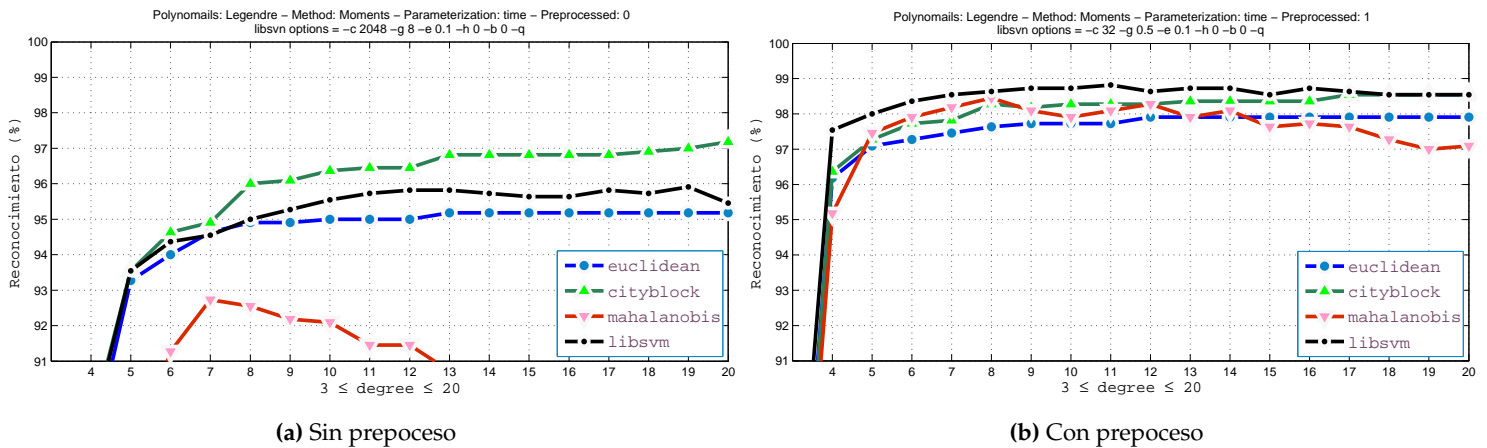 Polynomails: Legendre − Method: Moments − Parameterization: time − Preprocessed: 0
libsvn options = −c 2048 −g 8 −e 0.1 −h 0 −b 0 −q
100
99
98
97
96
95
94
93
92
91
Reconocimiento (%)
euclidean
cityblock
mahalanobis
libsvm
4 5 6 7 8 9 10 11 12 13 14 15 16 17 18 19 20
3 ≤ degree ≤ 20
(a) Sin prepoceso
Polynomails: Legendre − Method: Moments − Parameterization: time − Preprocessed: 1
libsvn options = −c 32 −g 0.5 −e 0.1 −h 0 −b 0 −q
100
99
98
97
96
95
94
93
92
91
Reconocimiento (%)
euclidean
cityblock
mahalanobis
libsvm
4 5 6 7 8 9 10 11 12 13 14 15 16 17 18 19 20
3 ≤ degree ≤ 20
(b) Con prepoceso